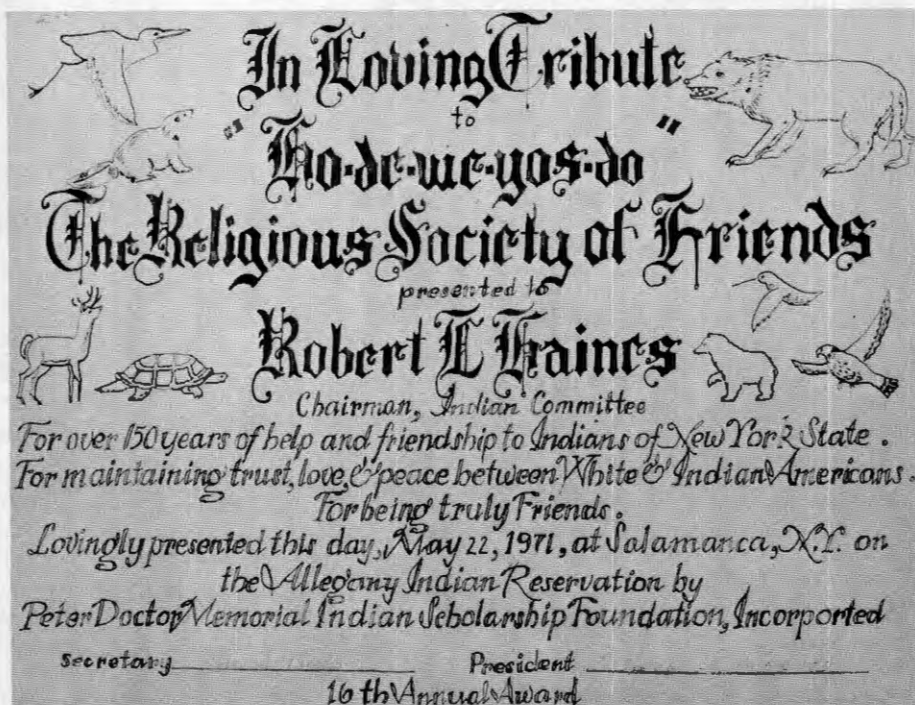 In Loving Tribute
to
"Ho-de-we-yos-do"
The Religious Society of Friends
presented to
Robert L Haines
Chairman, Indian Committee
For over 150 years of help and friendship to Indians of New York State.
For maintaining trust, love, & peace between White & Indian Americans.
For being truly Friends.
Lovingly presented this day, May 22, 1971, at Salamanca, N.Y. on
the Allegany Indian Reservation by
Peter Doctor Memorial Indian Scholarship Foundation, Incorported
Secretary President
16th Annual Award